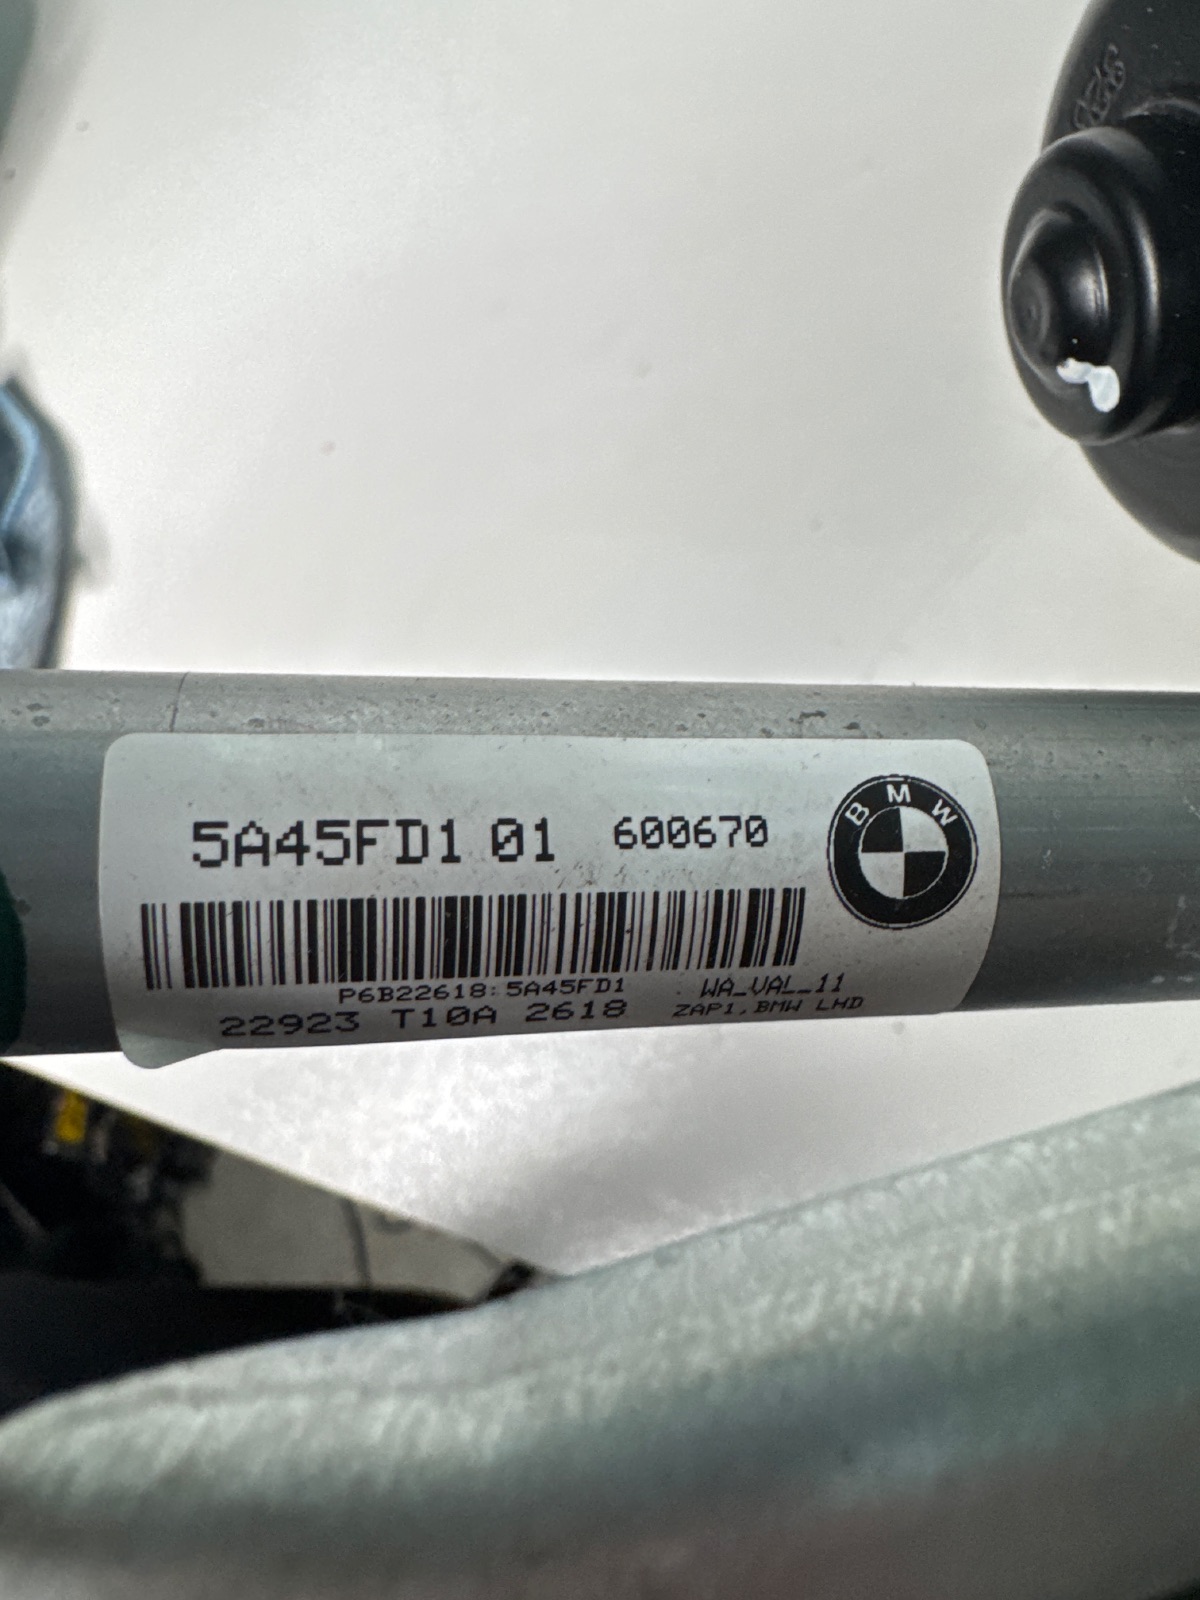 5A45FD1 01 600670
BMW
P6B22618:5A45FD1 WA_VAL_11
22923 T10A 2618 ZAP1.BMW LHD